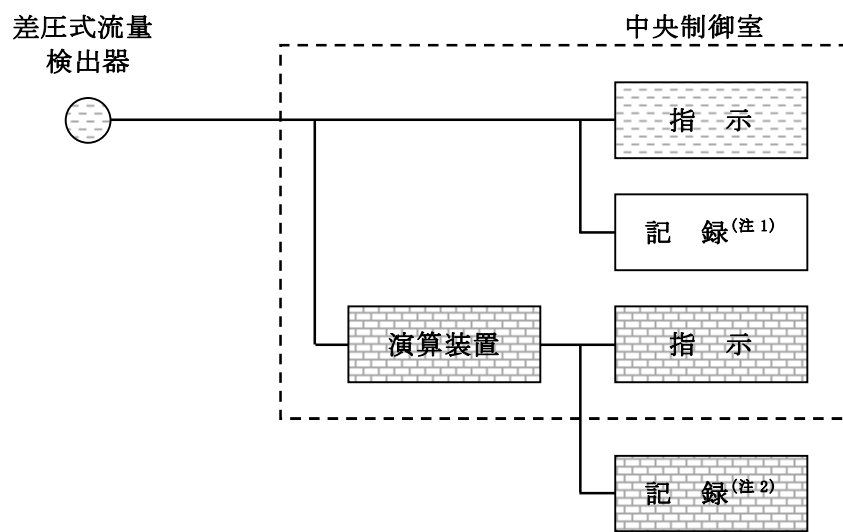 差圧式流量
検出器
中央制御室
指 示
記 録(注1)
演算装置
指 示
記 録(注2)